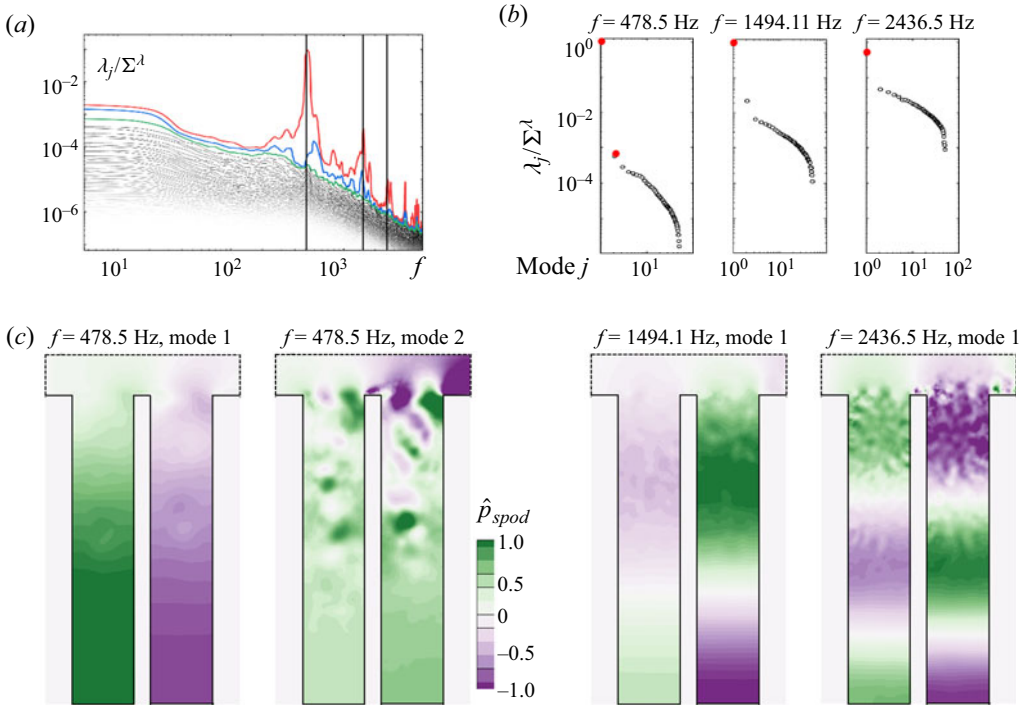 (a)
λj/Σ^λ
10^–2
10^–4
10^–6
10^1
10^2
10^3
f
(b)
f = 478.5 Hz
f = 1494.11 Hz
f = 2436.5 Hz
λj/Σ^λ
10^0
10^–2
10^–4
Mode j
10^1
10^0
10^1
10^0
10^1
10^2
(c)
f = 478.5 Hz, mode 1
f = 478.5 Hz, mode 2
f = 1494.1 Hz, mode 1
f = 2436.5 Hz, mode 1
p̂spod
1.0
0.5
0
–0.5
–1.0